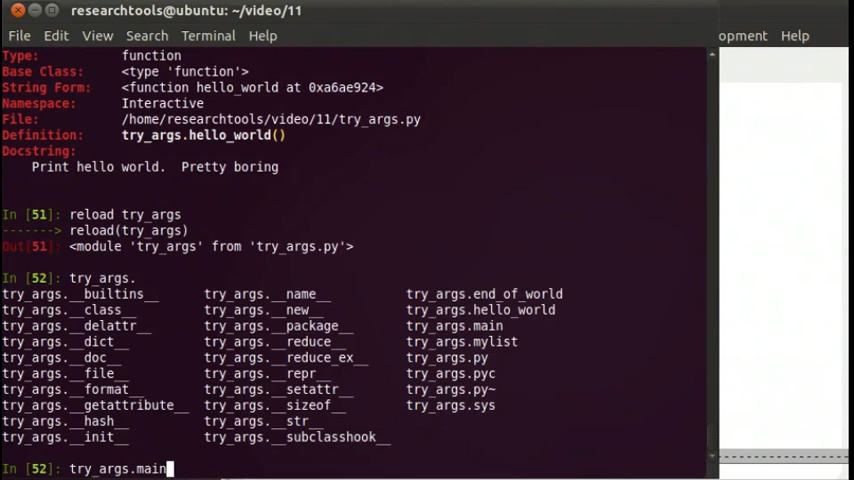 researchtools@ubuntu: ~/video/11
File Edit View Search Terminal Help
opment Help
Type: function
Base Class: <type 'function'>
String Form: <function hello_world at 0xa6ae924>
Namespace: Interactive
File: /home/researchtools/video/11/try_args.py
Definition: try_args.hello_world()
Docstring:
Print hello world. Pretty boring
In [51]: reload try_args
-------> reload(try_args)
Out[51]: <module 'try_args' from 'try_args.py'>
In [52]: try_args.
try_args.__builtins__ try_args.__name__ try_args.end_of_world
try_args.__class__ try_args.__new__ try_args.hello_world
try_args.__delattr__ try_args.__package__ try_args.main
try_args.__dict__ try_args.__reduce__ try_args.mylist
try_args.__doc__ try_args.__reduce_ex__ try_args.py
try_args.__file__ try_args.__repr__ try_args.pyc
try_args.__format__ try_args.__setattr__ try_args.py~
try_args.__getattribute__ try_args.__sizeof__ try_args.sys
try_args.__hash__ try_args.__str__
try_args.__init__ try_args.__subclasshook__
In [52]: try_args.main